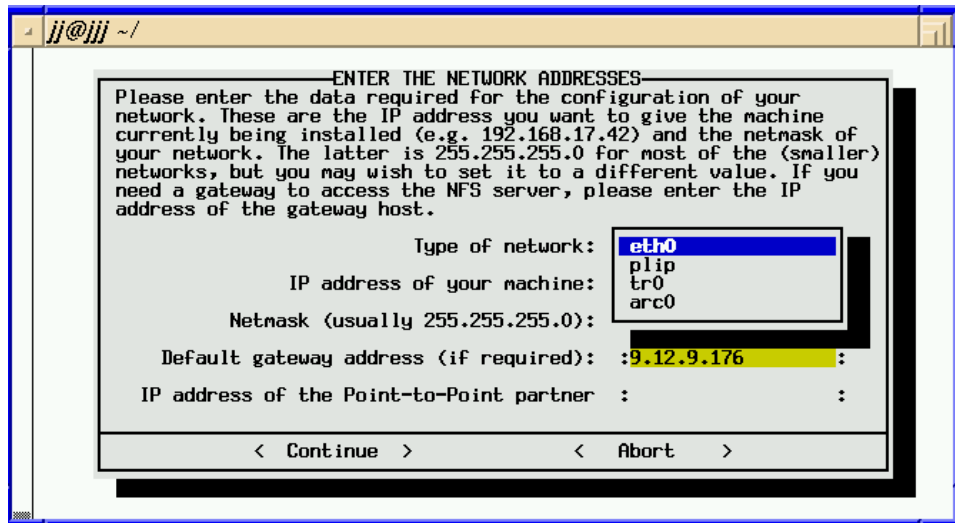 jj@jjj ~/
ENTER THE NETWORK ADDRESSES
Please enter the data required for the configuration of your
network. These are the IP address you want to give the machine
currently being installed (e.g. 192.168.17.42) and the netmask of
your network. The latter is 255.255.255.0 for most of the (smaller)
networks, but you may wish to set it to a different value. If you
need a gateway to access the NFS server, please enter the IP
address of the gateway host.
Type of network: eth0
plip
IP address of your machine: tr0
arc0
Netmask (usually 255.255.255.0):
Default gateway address (if required): :9.12.9.176 :
IP address of the Point-to-Point partner : :
< Continue > < Abort >